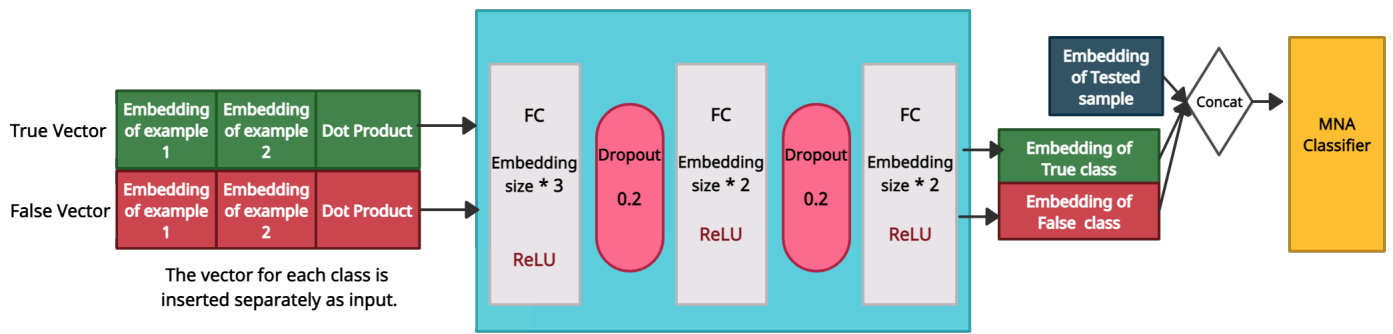 True Vector
Embedding
of example
1
Embedding
of example
2
Dot Product
False Vector
Embedding
of example
1
Embedding
of example
2
Dot Product
The vector for each class is
inserted separately as input.
FC
Embedding
size * 3
ReLU
Dropout
0.2
FC
Embedding
size * 2
ReLU
Dropout
0.2
FC
Embedding
size * 2
ReLU
Embedding
of Tested
sample
Embedding of
True class
Embedding of
False class
Concat
MNA
Classifier